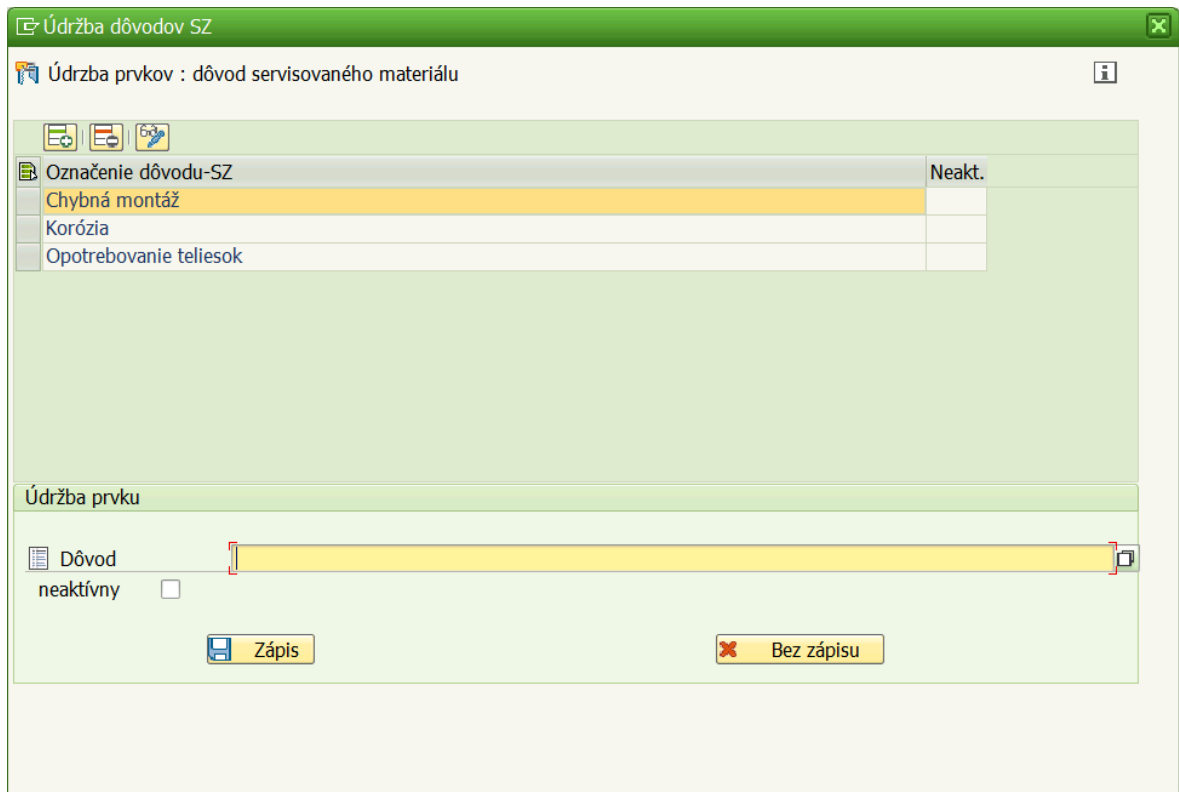 Údržba dôvodov SZ
Údrzba prvkov : dôvod servisovaného materiálu
Označenie dôvodu-SZ Neakt.
Chybná montáž
Korózia
Opotrebovanie teliesok
Údržba prvku
Dôvod
neaktívny
Zápis Bez zápisu